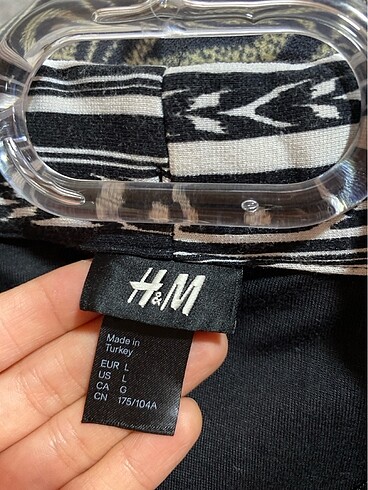 H&M
Made in
Turkey
EUR L
US L
CA G
CN 175/104A